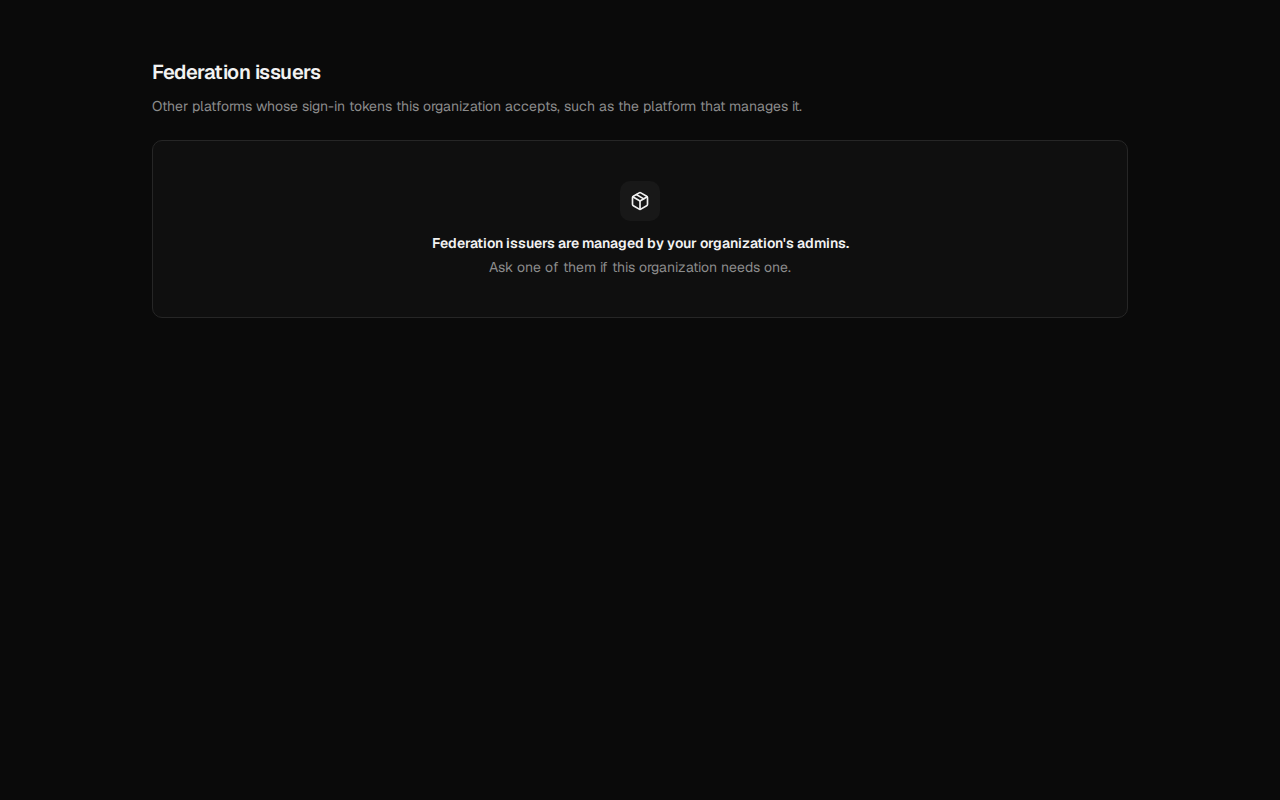 Federation issuers
Other platforms whose sign-in tokens this organization accepts, such as the platform that manages it.
Federation issuers are managed by your organization's admins.
Ask one of them if this organization needs one.